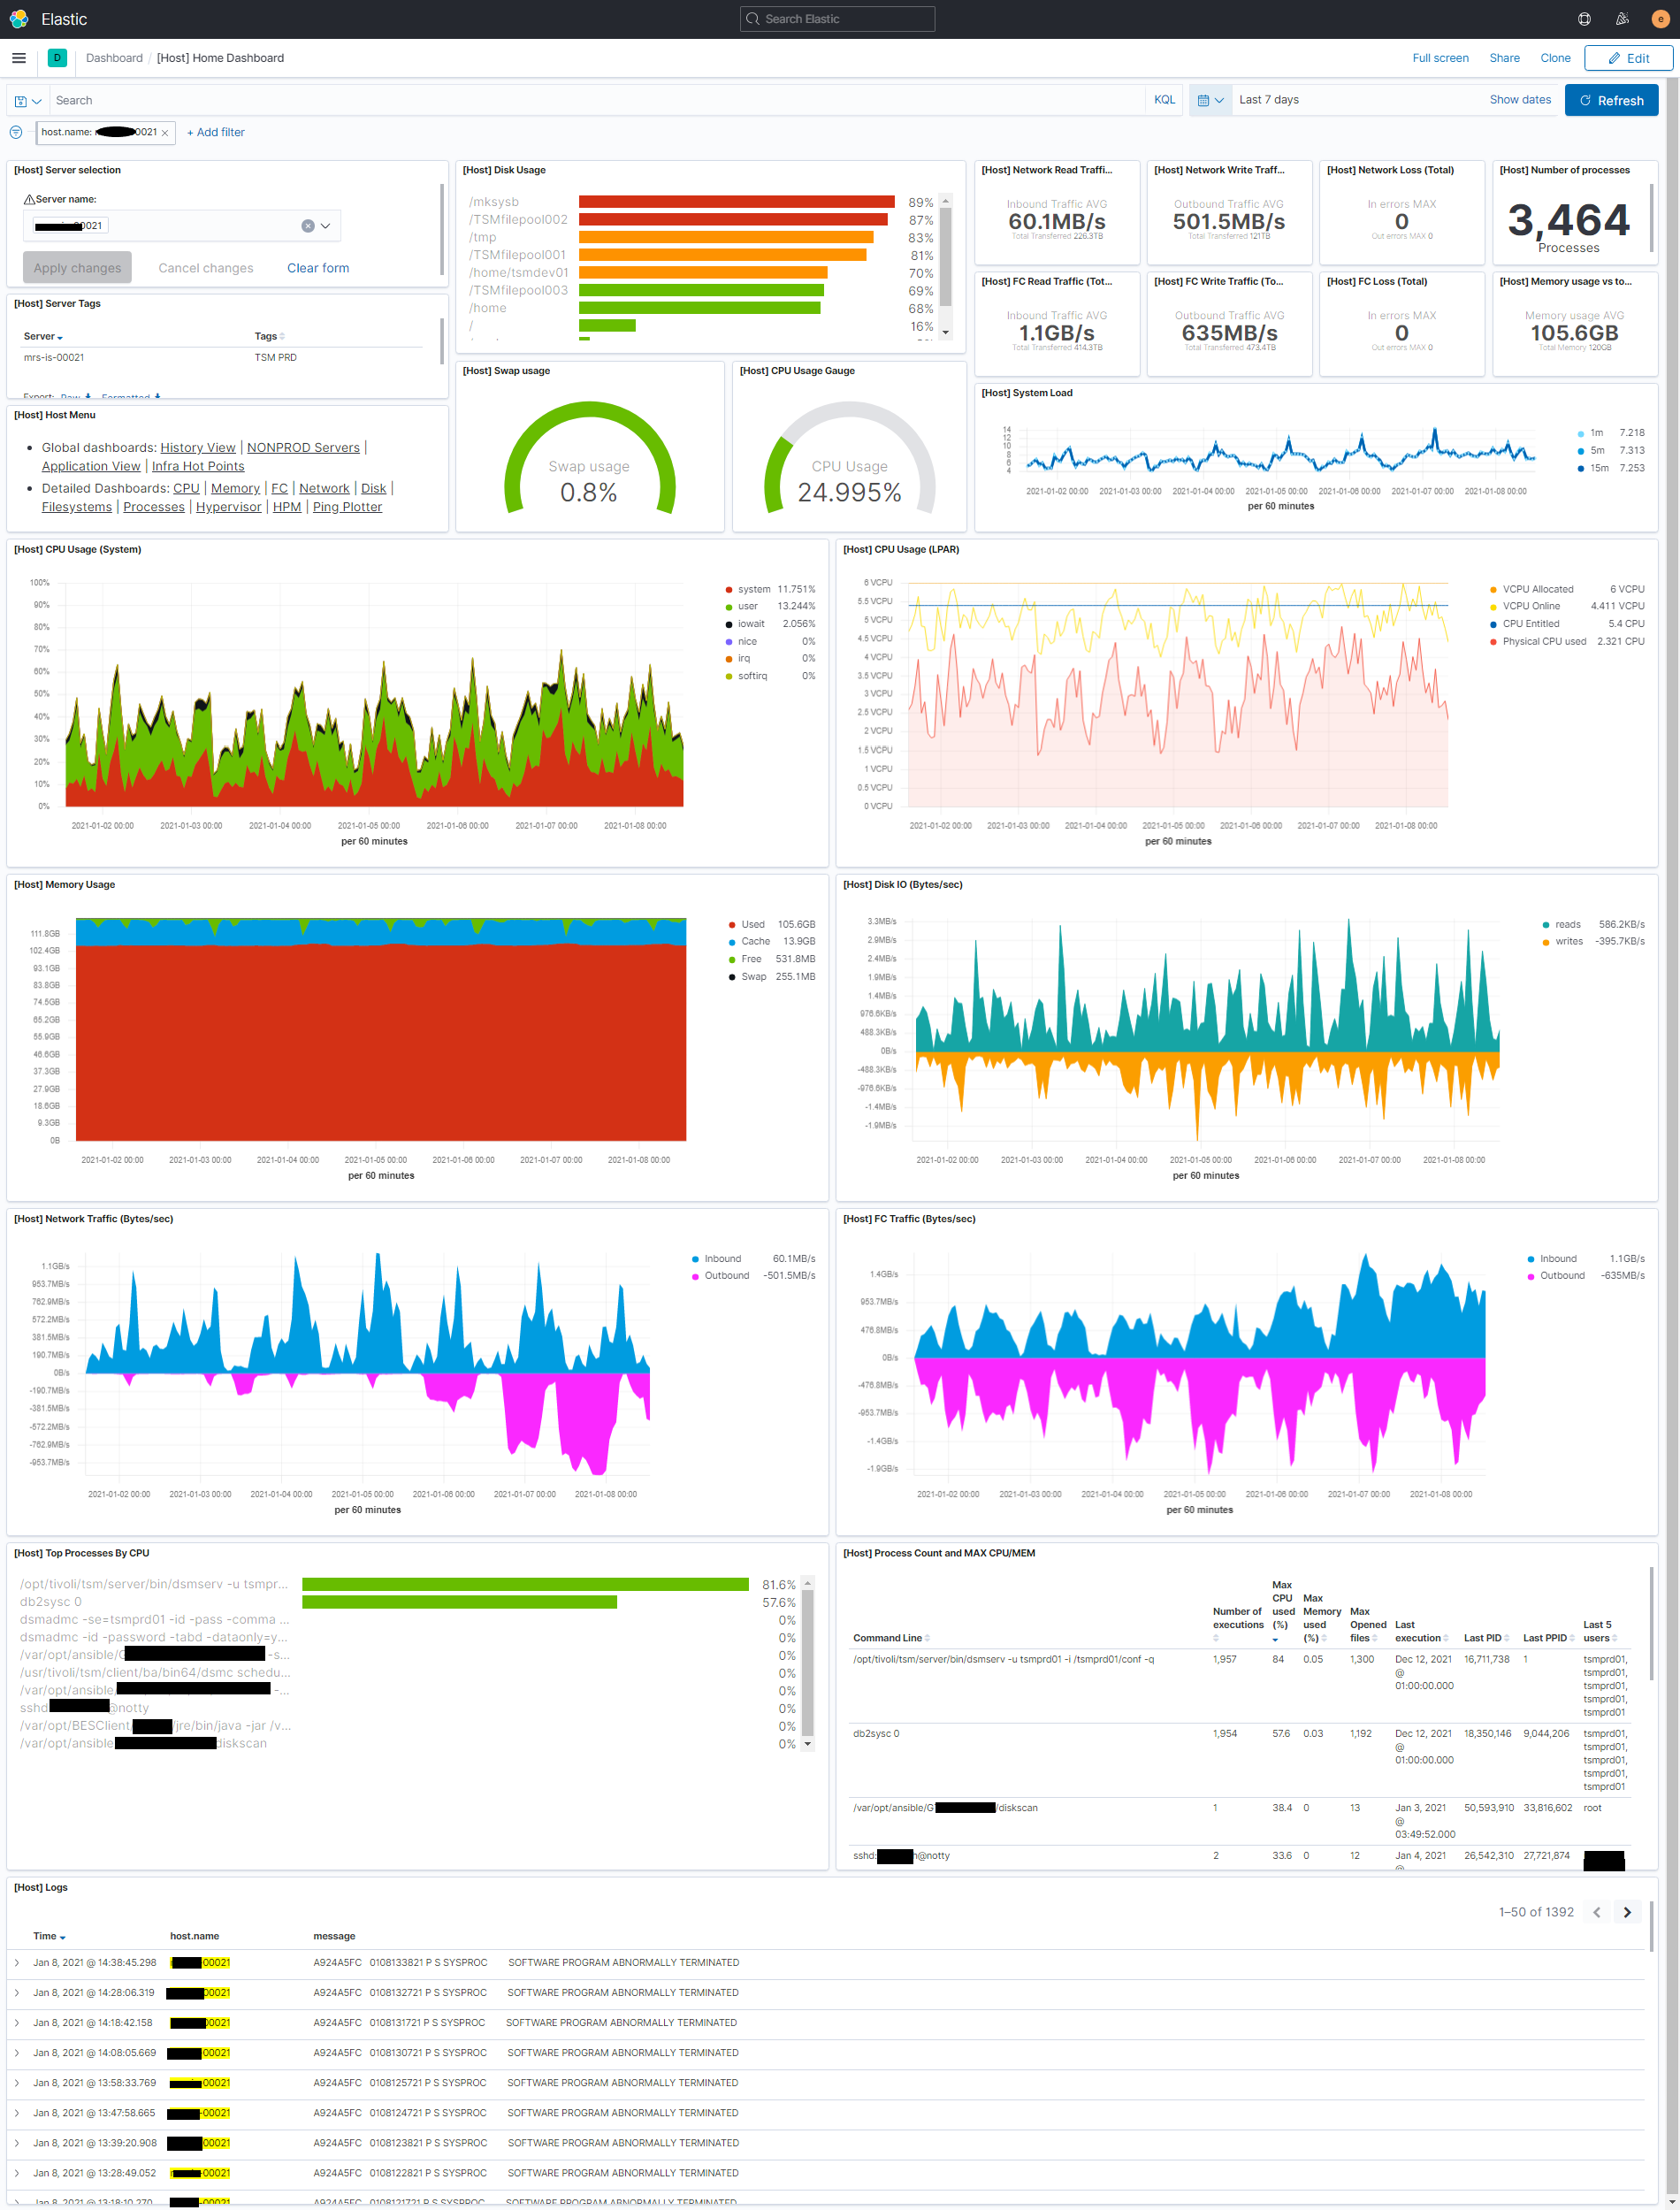 Elastic
Search Elastic
e
D
Dashboard / [Host] Home Dashboard
Full screen
Share
Clone
Edit
Search
KQL
Last 7 days
Show dates
Refresh
host.name: 0021 ×
+ Add filter
[Host] Server selection
Server name:
0021
Apply changes
Cancel changes
Clear form
[Host] Server Tags
Server
Tags
mrs-is-00021
TSM PRD
Export: Raw Formatted
[Host] Host Menu
• Global dashboards: History View | NONPROD Servers |
Application View | Infra Hot Points
• Detailed Dashboards: CPU | Memory | FC | Network | Disk |
Filesystems | Processes | Hypervisor | HPM | Ping Plotter
[Host] Disk Usage
/mksysb 89%
/TSMfilepool002 87%
/tmp 83%
/TSMfilepool001 81%
/home/tsmdev01 70%
/TSMfilepool003 69%
/home 68%
/ 16%
[Host] Swap usage
Swap usage
0.8%
[Host] CPU Usage Gauge
CPU Usage
24.995%
[Host] Network Read Traffi...
Inbound Traffic AVG
60.1MB/s
Total Transferred 226.3TB
[Host] Network Write Traff...
Outbound Traffic AVG
501.5MB/s
Total Transferred 121TB
[Host] Network Loss (Total)
In errors MAX
0
Out errors MAX 0
[Host] Number of processes
3,464
Processes
[Host] FC Read Traffic (Tot...
Inbound Traffic AVG
1.1GB/s
Total Transferred 414.3TB
[Host] FC Write Traffic (To...
Outbound Traffic AVG
635MB/s
Total Transferred 473.4TB
[Host] FC Loss (Total)
In errors MAX
0
Out errors MAX 0
[Host] Memory usage vs to...
Memory usage AVG
105.6GB
Total Memory 120GB
[Host] System Load
14
12
10
8
6
4
2021-01-02 00:00 2021-01-03 00:00 2021-01-04 00:00 2021-01-05 00:00 2021-01-06 00:00 2021-01-07 00:00 2021-01-08 00:00
per 60 minutes
1m 7.218
5m 7.313
15m 7.253
[Host] CPU Usage (System)
100%
90%
80%
70%
60%
50%
40%
30%
20%
10%
0%
2021-01-02 00:00 2021-01-03 00:00 2021-01-04 00:00 2021-01-05 00:00 2021-01-06 00:00 2021-01-07 00:00 2021-01-08 00:00
per 60 minutes
system 11.751%
user 13.244%
iowait 2.056%
nice 0%
irq 0%
softirq 0%
[Host] CPU Usage (LPAR)
6 VCPU
5.5 VCPU
5 VCPU
4.5 VCPU
4 VCPU
3.5 VCPU
3 VCPU
2.5 VCPU
2 VCPU
1.5 VCPU
1 VCPU
0.5 VCPU
0 VCPU
2021-01-02 00:00 2021-01-03 00:00 2021-01-04 00:00 2021-01-05 00:00 2021-01-06 00:00 2021-01-07 00:00 2021-01-08 00:00
per 60 minutes
VCPU Allocated 6 VCPU
VCPU Online 4.411 VCPU
CPU Entitled 5.4 CPU
Physical CPU used 2.321 CPU
[Host] Memory Usage
111.8GB
102.4GB
93.1GB
83.8GB
74.5GB
65.2GB
55.9GB
46.6GB
37.3GB
27.9GB
18.6GB
9.3GB
0B
2021-01-02 00:00 2021-01-03 00:00 2021-01-04 00:00 2021-01-05 00:00 2021-01-06 00:00 2021-01-07 00:00 2021-01-08 00:00
per 60 minutes
Used 105.6GB
Cache 13.9GB
Free 531.8MB
Swap 255.1MB
[Host] Disk IO (Bytes/sec)
3.3MB/s
2.9MB/s
2.4MB/s
1.9MB/s
1.4MB/s
976.6KB/s
488.3KB/s
0B/s
-488.3KB/s
-976.6KB/s
-1.4MB/s
-1.9MB/s
2021-01-02 00:00 2021-01-03 00:00 2021-01-04 00:00 2021-01-05 00:00 2021-01-06 00:00 2021-01-07 00:00 2021-01-08 00:00
per 60 minutes
reads 586.2KB/s
writes -395.7KB/s
[Host] Network Traffic (Bytes/sec)
1.1GB/s
953.7MB/s
762.9MB/s
572.2MB/s
381.5MB/s
190.7MB/s
0B/s
-190.7MB/s
-381.5MB/s
-572.2MB/s
-762.9MB/s
-953.7MB/s
2021-01-02 00:00 2021-01-03 00:00 2021-01-04 00:00 2021-01-05 00:00 2021-01-06 00:00 2021-01-07 00:00 2021-01-08 00:00
per 60 minutes
Inbound 60.1MB/s
Outbound -501.5MB/s
[Host] FC Traffic (Bytes/sec)
1.4GB/s
953.7MB/s
476.8MB/s
0B/s
-476.8MB/s
-953.7MB/s
-1.4GB/s
-1.9GB/s
2021-01-02 00:00 2021-01-03 00:00 2021-01-04 00:00 2021-01-05 00:00 2021-01-06 00:00 2021-01-07 00:00 2021-01-08 00:00
per 60 minutes
Inbound 1.1GB/s
Outbound -635MB/s
[Host] Top Processes By CPU
/opt/tivoli/tsm/server/bin/dsmserv -u tsmpr... 81.6%
db2sysc 0 57.6%
dsmadmc -se=tsmprd01 -id -pass -comma ... 0%
dsmadmc -id -password -tabd -dataonly=y... 0%
/var/opt/ansible/G -s... 0%
/usr/tivoli/tsm/client/ba/bin64/dsmc schedu... 0%
/var/opt/ansible -... 0%
sshd: @notty 0%
/var/opt/BESClient /jre/bin/java -jar /v... 0%
/var/opt/ansible diskscan 0%
[Host] Process Count and MAX CPU/MEM
Command Line Number of executions Max CPU used (%) Max Memory used (%) Max Opened files Last execution Last PID Last PPID Last 5 users
/opt/tivoli/tsm/server/bin/dsmserv -u tsmprd01 -i /tsmprd01/conf -q 1,957 84 0.05 1,300 Dec 12, 2021 @ 01:00:00.000 16,711,738 1 tsmprd01, tsmprd01, tsmprd01, tsmprd01, tsmprd01
db2sysc 0 1,954 57.6 0.03 1,192 Dec 12, 2021 @ 01:00:00.000 18,350,146 9,044,206 tsmprd01, tsmprd01, tsmprd01, tsmprd01, tsmprd01
/var/opt/ansible/G /diskscan 1 38.4 0 13 Jan 3, 2021 @ 03:49:52.000 50,593,910 33,816,602 root
sshd: @notty 2 33.6 0 12 Jan 4, 2021 @ 26,542,310 27,721,874
[Host] Logs
1–50 of 1392
Time host.name message
Jan 8, 2021 @ 14:38:45.298 -00021 A924A5FC 0108133821 P S SYSPROC SOFTWARE PROGRAM ABNORMALLY TERMINATED
Jan 8, 2021 @ 14:28:06.319 0021 A924A5FC 0108132721 P S SYSPROC SOFTWARE PROGRAM ABNORMALLY TERMINATED
Jan 8, 2021 @ 14:18:42.158 0021 A924A5FC 0108131721 P S SYSPROC SOFTWARE PROGRAM ABNORMALLY TERMINATED
Jan 8, 2021 @ 14:08:05.669 -00021 A924A5FC 0108130721 P S SYSPROC SOFTWARE PROGRAM ABNORMALLY TERMINATED
Jan 8, 2021 @ 13:58:33.769 -00021 A924A5FC 0108125721 P S SYSPROC SOFTWARE PROGRAM ABNORMALLY TERMINATED
Jan 8, 2021 @ 13:47:58.665 -00021 A924A5FC 0108124721 P S SYSPROC SOFTWARE PROGRAM ABNORMALLY TERMINATED
Jan 8, 2021 @ 13:39:20.908 00021 A924A5FC 0108123821 P S SYSPROC SOFTWARE PROGRAM ABNORMALLY TERMINATED
Jan 8, 2021 @ 13:28:49.052 -00021 A924A5FC 0108122821 P S SYSPROC SOFTWARE PROGRAM ABNORMALLY TERMINATED
Jan 8, 2021 @ 13:18:10.270 -00021 A924A5FC 0108121721 P S SYSPROC SOFTWARE PROGRAM ABNORMALLY TERMINATED